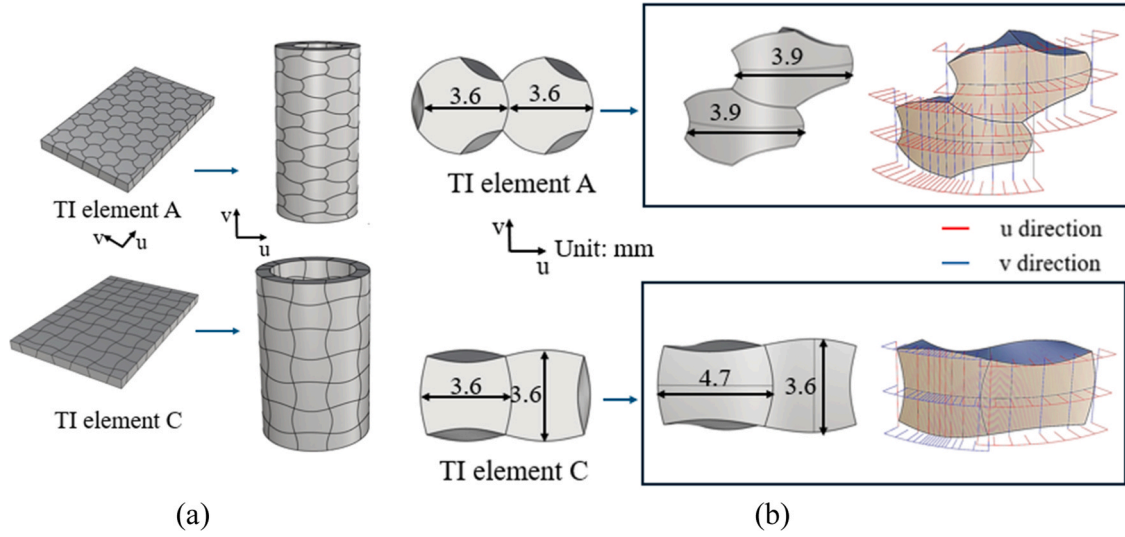 TI element A
v
u
v
u
TI element C
(a)
3.6
3.6
TI element A
v
u
Unit: mm
3.9
3.9
u direction
v direction
3.6
3.6
TI element C
4.7
3.6
(b)